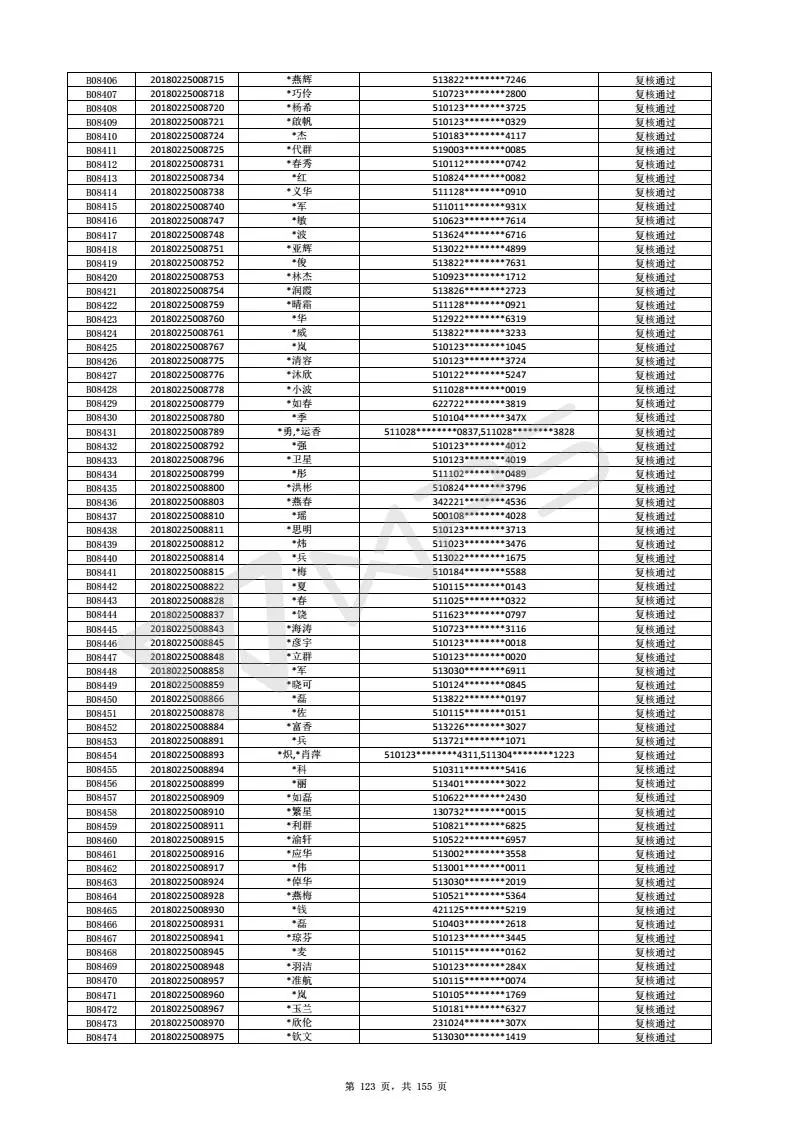 B08406 20180225008715 *燕辉 513822********7246 复核通过
B08407 20180225008718 *巧伶 510723********2800 复核通过
B08408 20180225008720 *杨希 510123********3725 复核通过
B08409 20180225008721 *啟帆 510123********0329 复核通过
B08410 20180225008724 *杰 510183********4117 复核通过
B08411 20180225008725 *代群 519003********0085 复核通过
B08412 20180225008731 *春秀 510112********0742 复核通过
B08413 20180225008734 *红 510824********0082 复核通过
B08414 20180225008738 *义华 511128********0910 复核通过
B08415 20180225008740 *军 511011********931X 复核通过
B08416 20180225008747 *敏 510623********7614 复核通过
B08417 20180225008748 *波 513624********6716 复核通过
B08418 20180225008751 *亚辉 513022********4899 复核通过
B08419 20180225008752 *俊 513822********7631 复核通过
B08420 20180225008753 *林杰 510923********1712 复核通过
B08421 20180225008754 *润霞 513826********2723 复核通过
B08422 20180225008759 *晴霜 511128********0921 复核通过
B08423 20180225008760 *华 512922********6319 复核通过
B08424 20180225008761 *威 513822********3233 复核通过
B08425 20180225008767 *岚 510123********1045 复核通过
B08426 20180225008775 *清容 510123********3724 复核通过
B08427 20180225008776 *沐欣 510122********5247 复核通过
B08428 20180225008778 *小波 511028********0019 复核通过
B08429 20180225008779 *如春 622722********3819 复核通过
B08430 20180225008780 *季 510104********347X 复核通过
B08431 20180225008789 *勇,*运香 511028********0837,511028********3828 复核通过
B08432 20180225008792 *强 510123********4012 复核通过
B08433 20180225008796 *卫星 510123********4019 复核通过
B08434 20180225008799 *彤 511102********0489 复核通过
B08435 20180225008800 *洪彬 510824********3796 复核通过
B08436 20180225008803 *燕春 342221********4536 复核通过
B08437 20180225008810 *瑶 500108********4028 复核通过
B08438 20180225008811 *思明 510123********3713 复核通过
B08439 20180225008812 *炜 511023********3476 复核通过
B08440 20180225008814 *兵 513022********1675 复核通过
B08441 20180225008815 *梅 510184********5588 复核通过
B08442 20180225008822 *夏 510115********0143 复核通过
B08443 20180225008828 *春 511025********0322 复核通过
B08444 20180225008837 *饶 511623********0797 复核通过
B08445 20180225008843 *海涛 510723********3116 复核通过
B08446 20180225008845 *彦宇 510123********0018 复核通过
B08447 20180225008848 *立群 510123********0020 复核通过
B08448 20180225008858 *军 513030********6911 复核通过
B08449 20180225008859 *晓可 510124********0845 复核通过
B08450 20180225008866 *磊 513822********0197 复核通过
B08451 20180225008878 *佐 510115********0151 复核通过
B08452 20180225008884 *富香 513226********3027 复核通过
B08453 20180225008891 *兵 513721********1071 复核通过
B08454 20180225008893 *炽,*肖萍 510123********4311,511304********1223 复核通过
B08455 20180225008894 *科 510311********5416 复核通过
B08456 20180225008899 *丽 513401********3022 复核通过
B08457 20180225008909 *如磊 510622********2430 复核通过
B08458 20180225008910 *繁星 130732********0015 复核通过
B08459 20180225008911 *利群 510821********6825 复核通过
B08460 20180225008915 *渝轩 510522********6957 复核通过
B08461 20180225008916 *应华 513002********3558 复核通过
B08462 20180225008917 *伟 513001********0011 复核通过
B08463 20180225008924 *倬华 513030********2019 复核通过
B08464 20180225008928 *燕梅 510521********5364 复核通过
B08465 20180225008930 *钱 421125********5219 复核通过
B08466 20180225008931 *磊 510403********2618 复核通过
B08467 20180225008941 *琼芬 510123********3445 复核通过
B08468 20180225008945 *麦 510115********0162 复核通过
B08469 20180225008948 *羽洁 510123********284X 复核通过
B08470 20180225008957 *准航 510115********0074 复核通过
B08471 20180225008960 *岚 510105********1769 复核通过
B08472 20180225008967 *玉兰 510181********6327 复核通过
B08473 20180225008970 *欣伦 231024********307X 复核通过
B08474 20180225008975 *钦文 513030********1419 复核通过
WPS
第 123 页，共 155 页